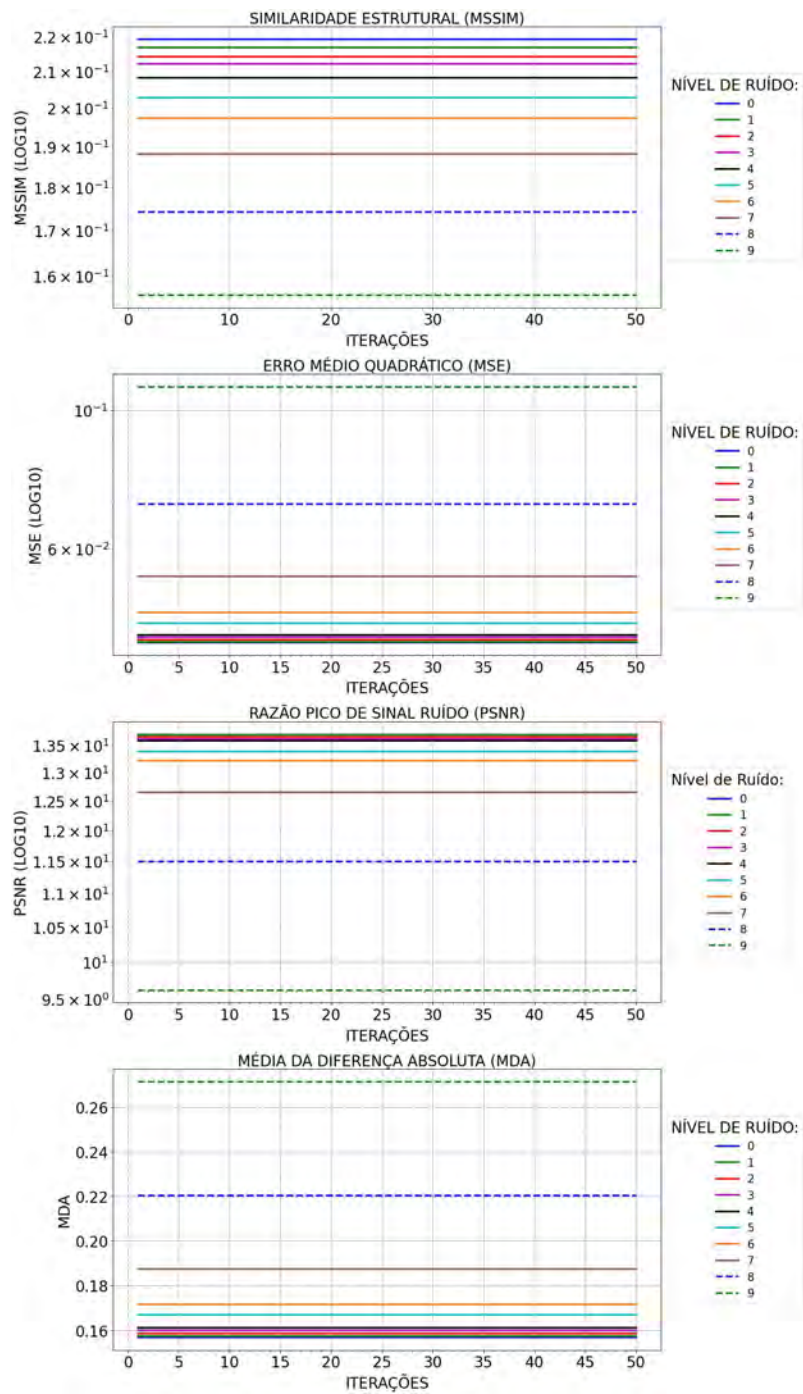 SIMILARIDADE ESTRUTURAL (MSSIM)
MSSIM (LOG10)
2.2 × 10⁻¹
2.1 × 10⁻¹
2 × 10⁻¹
1.9 × 10⁻¹
1.8 × 10⁻¹
1.7 × 10⁻¹
1.6 × 10⁻¹
0 10 20 30 40 50
ITERAÇÕES
NÍVEL DE RUÍDO:
0
1
2
3
4
5
6
7
8
9
ERRO MÉDIO QUADRÁTICO (MSE)
MSE (LOG10)
10⁻¹
6 × 10⁻²
0 5 10 15 20 25 30 35 40 45 50
ITERAÇÕES
NÍVEL DE RUÍDO:
0
1
2
3
4
5
6
7
8
9
RAZÃO PICO DE SINAL RUÍDO (PSNR)
PSNR (LOG10)
1.35 × 10¹
1.3 × 10¹
1.25 × 10¹
1.2 × 10¹
1.15 × 10¹
1.1 × 10¹
1.05 × 10¹
10¹
9.5 × 10⁰
0 5 10 15 20 25 30 35 40 45 50
ITERAÇÕES
Nível de Ruído:
0
1
2
3
4
5
6
7
8
9
MÉDIA DA DIFERENÇA ABSOLUTA (MDA)
MDA
0.26
0.24
0.22
0.20
0.18
0.16
0 5 10 15 20 25 30 35 40 45 50
ITERAÇÕES
NÍVEL DE RUÍDO:
0
1
2
3
4
5
6
7
8
9